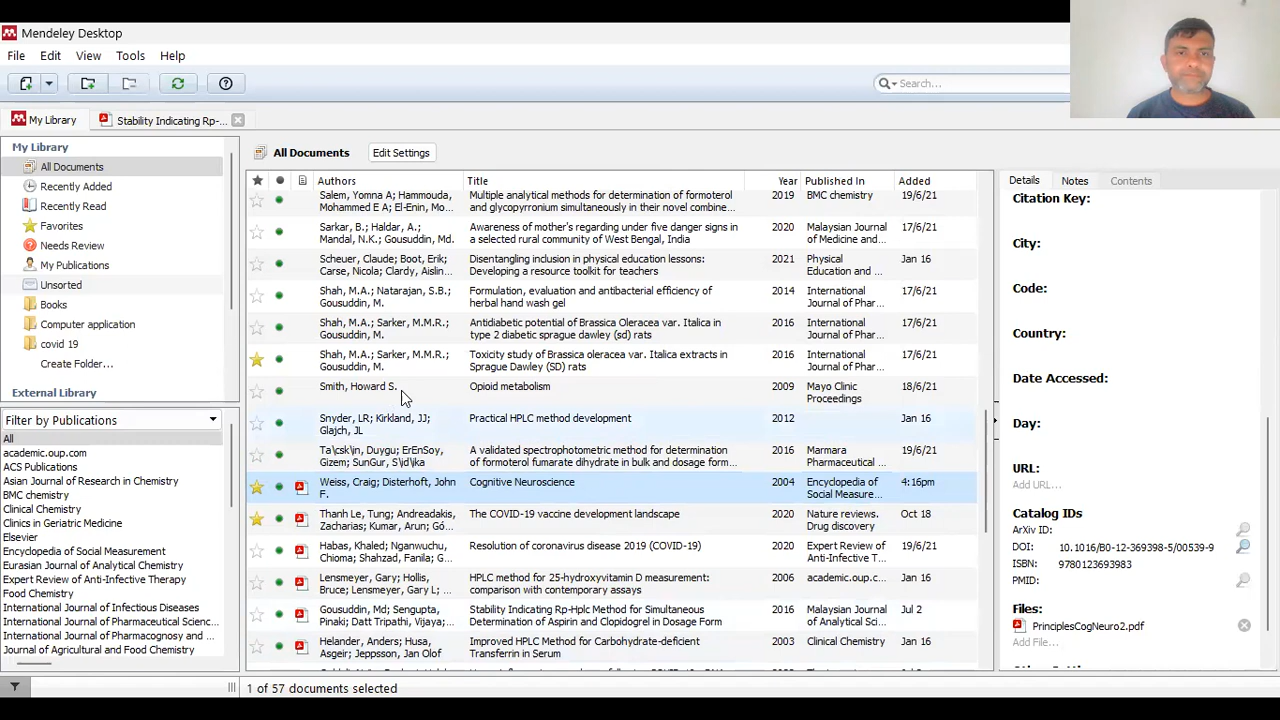 Mendeley Desktop
File Edit View Tools Help
Search...
My Library
Stability Indicating Rp-...
My Library
All Documents
Recently Added
Recently Read
Favorites
Needs Review
My Publications
Unsorted
Books
Computer application
covid 19
Create Folder...
External Library
Filter by Publications
All
academic.oup.com
ACS Publications
Asian Journal of Research in Chemistry
BMC chemistry
Clinical Chemistry
Clinics in Geriatric Medicine
Elsevier
Encyclopedia of Social Measurement
Eurasian Journal of Analytical Chemistry
Expert Review of Anti-Infective Therapy
Food Chemistry
International Journal of Infectious Diseases
International Journal of Pharmaceutical Scienc...
International Journal of Pharmacognosy and ...
Journal of Agricultural and Food Chemistry
All Documents Edit Settings
Authors Title Year Published In Added
Salem, Yomna A; Hammouda, Multiple analytical methods for determination of formoterol 2019 BMC chemistry 19/6/21
Mohammed E A; El-Enin, Mo... and glycopyrronium simultaneously in their novel combine...
Sarkar, B.; Haldar, A.; Awareness of mother's regarding under five danger signs in 2020 Malaysian Journal 17/6/21
Mandal, N.K.; Gousuddin, Md. a selected rural community of West Bengal, India of Medicine and...
Scheuer, Claude; Boot, Erik; Disentangling inclusion in physical education lessons: 2021 Physical Jan 16
Carse, Nicola; Clardy, Aislin... Developing a resource toolkit for teachers Education and ...
Shah, M.A.; Natarajan, S.B.; Formulation, evaluation and antibacterial efficiency of 2014 International 17/6/21
Gousuddin, M. herbal hand wash gel Journal of Phar...
Shah, M.A.; Sarker, M.M.R.; Antidiabetic potential of Brassica Oleracea var. Italica in 2016 International 17/6/21
Gousuddin, M. type 2 diabetic sprague dawley (sd) rats Journal of Phar...
Shah, M.A.; Sarker, M.M.R.; Toxicity study of Brassica oleracea var. Italica extracts in 2016 International 17/6/21
Gousuddin, M. Sprague Dawley (SD) rats Journal of Phar...
Smith, Howard S. Opioid metabolism 2009 Mayo Clinic 18/6/21
Proceedings
Snyder, LR; Kirkland, JJ; Practical HPLC method development 2012 Jan 16
Glajch, JL
Ta\csk\in, Duygu; ErEnSoy, A validated spectrophotometric method for determination Marmara 19/6/21
Gizem; SunGur, S\id\ika of formoterol fumarate dihydrate in bulk and dosage form... Pharmaceutical ...
Weiss, Craig; Disterhoft, John Cognitive Neuroscience 2004 Encyclopedia of 4:16pm
F. Social Measure...
Thanh Le, Tung; Andreadakis, The COVID-19 vaccine development landscape 2020 Nature reviews. Oct 18
Zacharias; Kumar, Arun; Gó... Drug discovery
Habas, Khaled; Nganwuchu, Resolution of coronavirus disease 2019 (COVID-19) 2020 Expert Review of 19/6/21
Chioma; Shahzad, Fanila; G... Anti-Infective ...
Lensmeyer, Gary; Hollis, HPLC method for 25-hydroxyvitamin D measurement: 2006 academic.oup.c... Jan 16
Bruce; Lensmeyer, Gary L; ... comparison with contemporary assays
Gousuddin, Md; Sengupta, Stability Indicating Rp-Hplc Method for Simultaneous 2016 Malaysian Journal Jul 2
Pinaki; Datt Tripathi, Vijaya;... Determination of Aspirin and Clopidogrel in Dosage Form of Analytical Sci...
Helander, Anders; Husa, Improved HPLC Method for Carbohydrate-deficient 2003 Clinical Chemistry Jan 16
Asgeir; Jeppsson, Jan Olof Transferrin in Serum
Details Notes Contents
Citation Key:
City:
Code:
Country:
Date Accessed:
Day:
URL:
Add URL...
Catalog IDs
ArXiv ID:
DOI: 10.1016/B0-12-369398-5/00539-9
ISBN: 9780123693983
PMID:
Files:
PrinciplesCogNeuro2.pdf
Add File...
1 of 57 documents selected